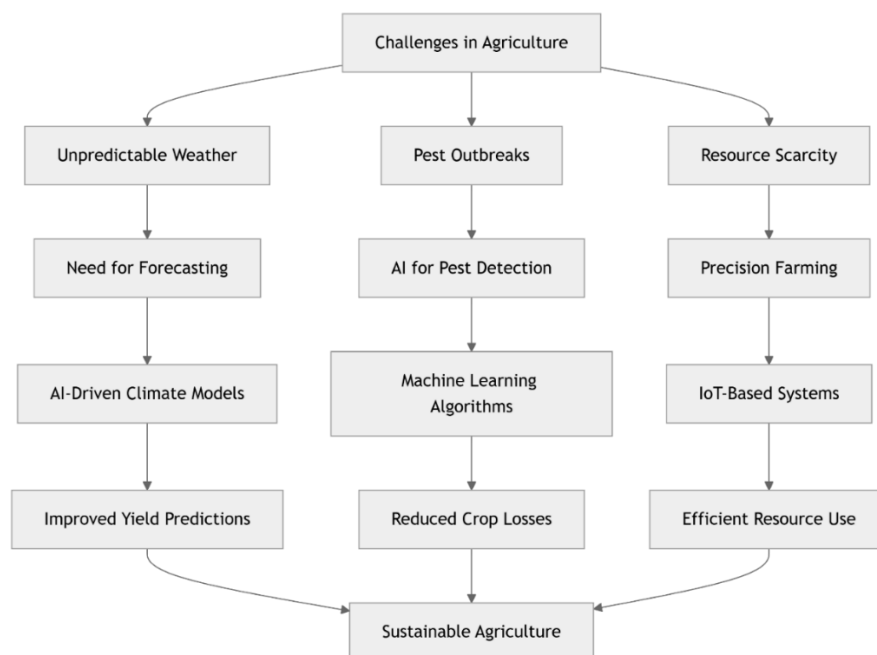 Challenges in Agriculture
Unpredictable Weather
Pest Outbreaks
Resource Scarcity
Need for Forecasting
AI for Pest Detection
Precision Farming
AI-Driven Climate Models
Machine Learning
Algorithms
IoT-Based Systems
Improved Yield Predictions
Reduced Crop Losses
Efficient Resource Use
Sustainable Agriculture